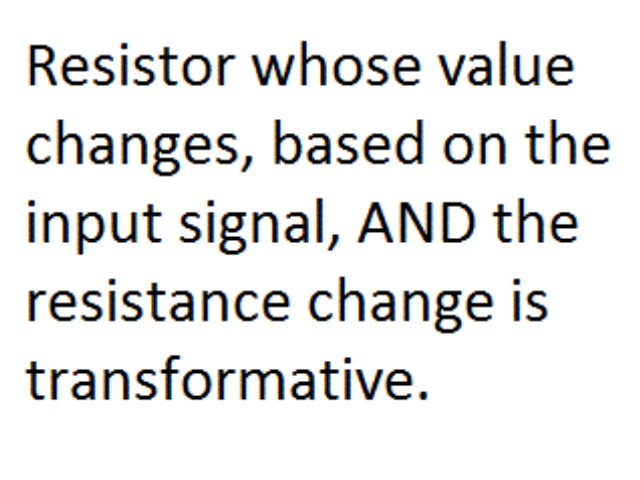 Resistor whose value
changes, based on the
input signal, AND the
resistance change is
transformative.